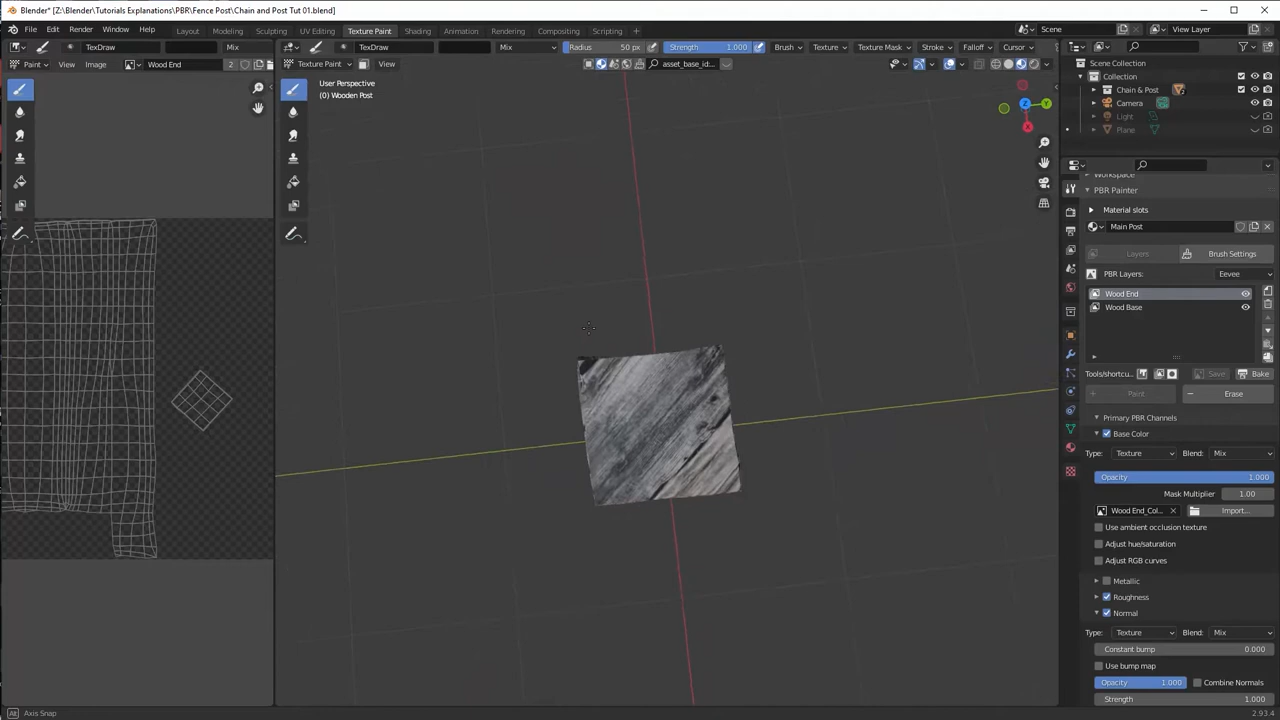 Blender* [Z:\Blender\Tutorials Explanations\PBR\Fence Post\Chain and Post Tut 01.blend]
File Edit Render Window Help Layout Modeling Sculpting UV Editing Texture Paint Shading Animation Rendering Compositing Scripting + Scene View Layer
TexDraw Mix TexDraw Mix Radius 50 px Strength 1.000 Brush Texture Texture Mask Stroke Falloff Cursor
Paint View Image Wood End 2 Texture Paint View asset_base_id:...
Scene Collection
Collection
Chain & Post
Camera
Light
Plane
User Perspective
(0) Wooden Post
Z Y X
Workspace
PBR Painter
Material slots
Main Post
Layers Brush Settings
PBR Layers: Eevee
Wood End
Wood Base
Tools/shortcu... Save Bake
Paint Erase
Primary PBR Channels
Base Color
Type: Texture Blend: Mix
Opacity 1.000
Mask Multiplier 1.00
Wood End_Col... Import...
Use ambient occlusion texture
Adjust hue/saturation
Adjust RGB curves
Metallic
Roughness
Normal
Type: Texture Blend: Mix
Constant bump 0.000
Use bump map
Opacity 1.000 Combine Normals
Strength 1.000
Alt Axis Snap 2.93.4